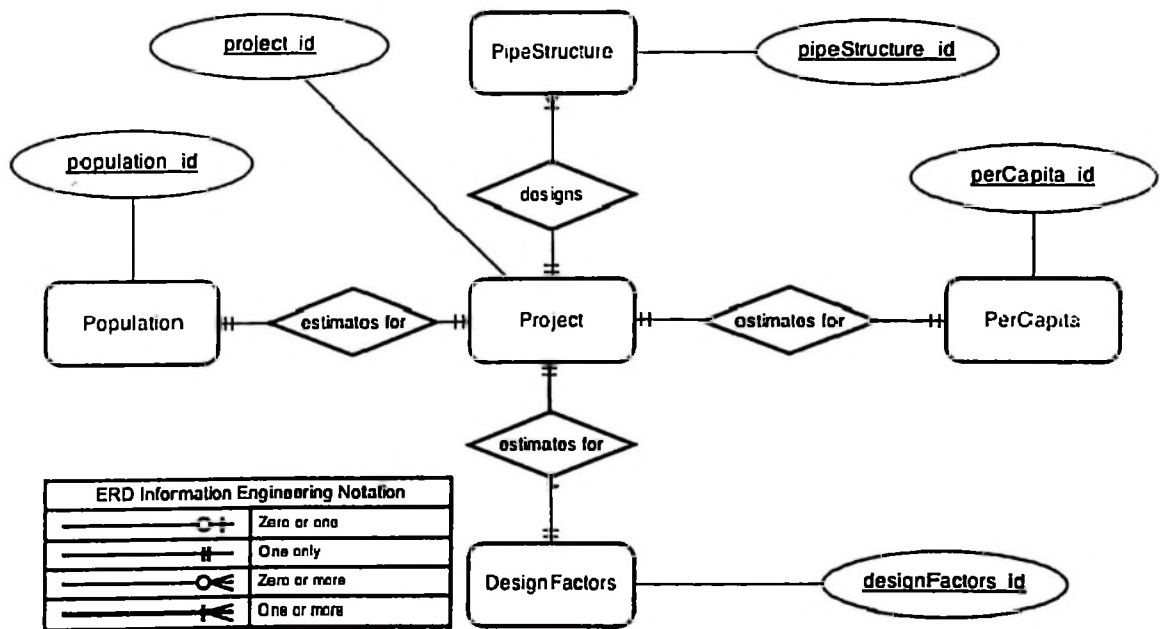 project_id
PipeStructure
pipeStructure_id
population_id
designs
perCapita_id
Population
estimates for
Project
estimates for
PerCapita
estimates for
ERD Information Engineering Notation
Zero or one
One only
Zero or more
One or more
DesignFactors
designFactors_id